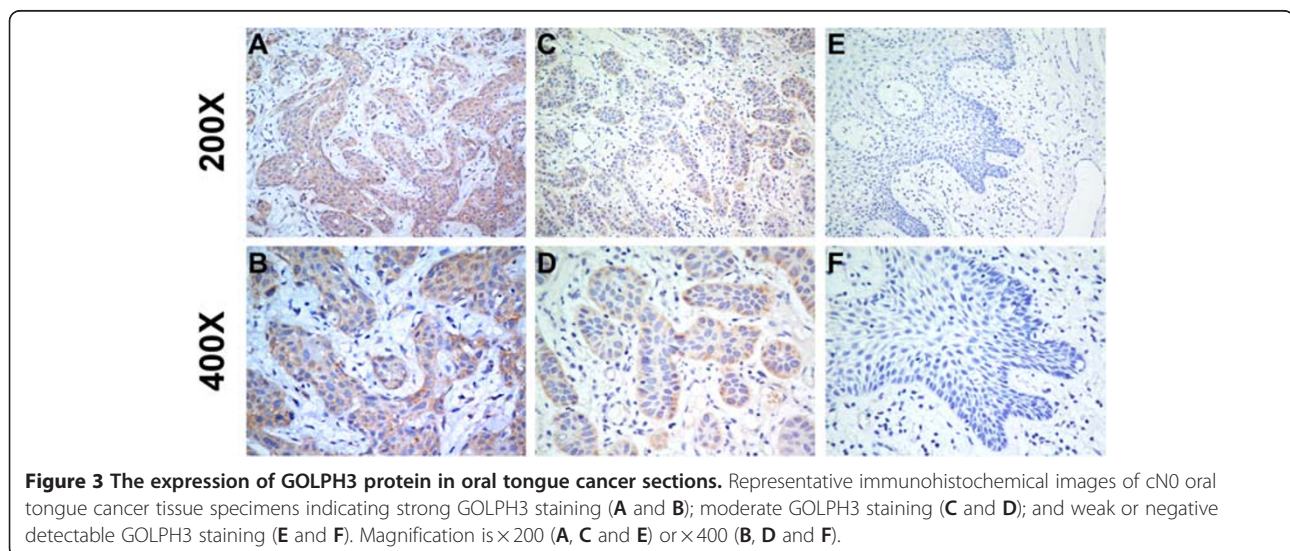 A
C
E
200X
B
D
F
400X
Figure 3 The expression of GOLPH3 protein in oral tongue cancer sections. Representative immunohistochemical images of cN0 oral
tongue cancer tissue specimens indicating strong GOLPH3 staining (A and B); moderate GOLPH3 staining (C and D); and weak or negative
detectable GOLPH3 staining (E and F). Magnification is × 200 (A, C and E) or × 400 (B, D and F).